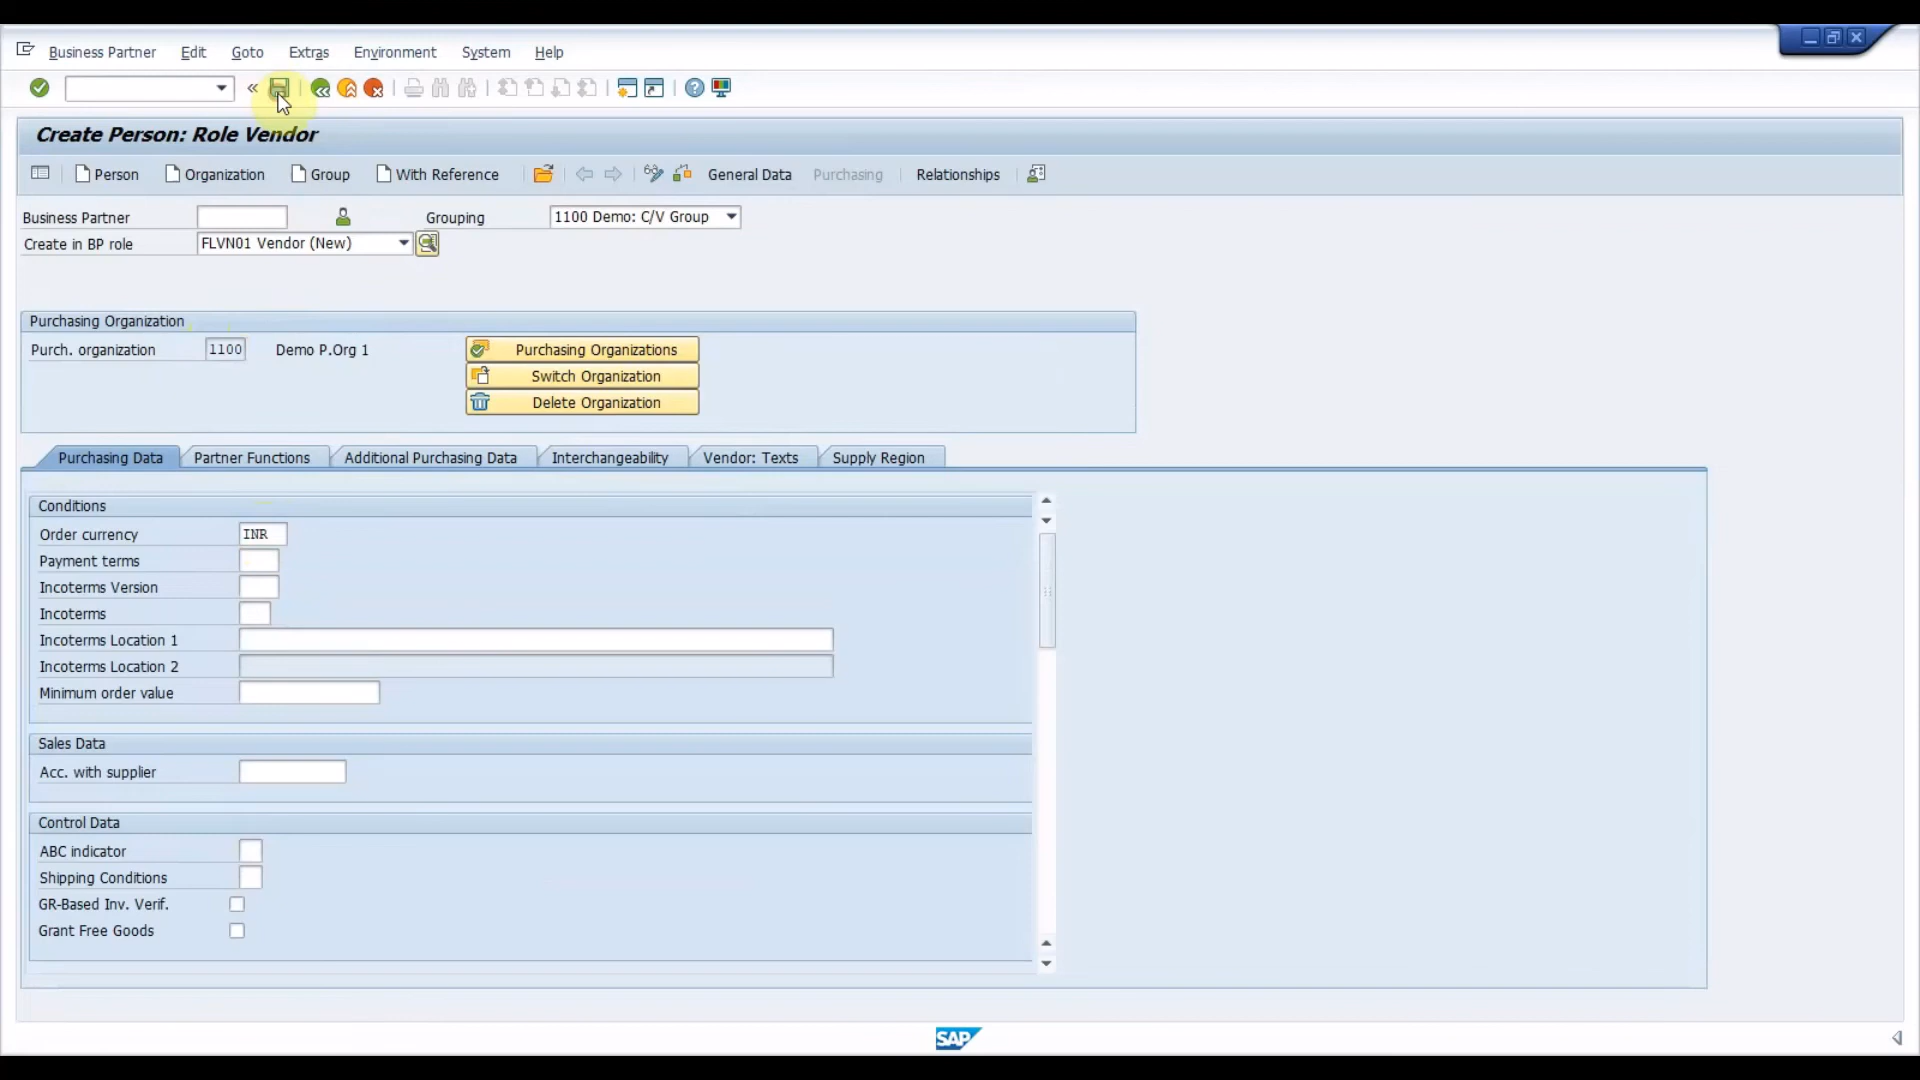 Business Partner Edit Goto Extras Environment System Help
Create Person: Role Vendor
Person Organization Group With Reference General Data Purchasing Relationships
Business Partner Grouping 1100 Demo: C/V Group
Create in BP role FLVN01 Vendor (New)
Purchasing Organization
Purch. organization 1100 Demo P.Org 1 Purchasing Organizations
Switch Organization
Delete Organization
Purchasing Data Partner Functions Additional Purchasing Data Interchangeability Vendor: Texts Supply Region
Conditions
Order currency INR
Payment terms
Incoterms Version
Incoterms
Incoterms Location 1
Incoterms Location 2
Minimum order value
Sales Data
Acc. with supplier
Control Data
ABC indicator
Shipping Conditions
GR-Based Inv. Verif.
Grant Free Goods
SAP